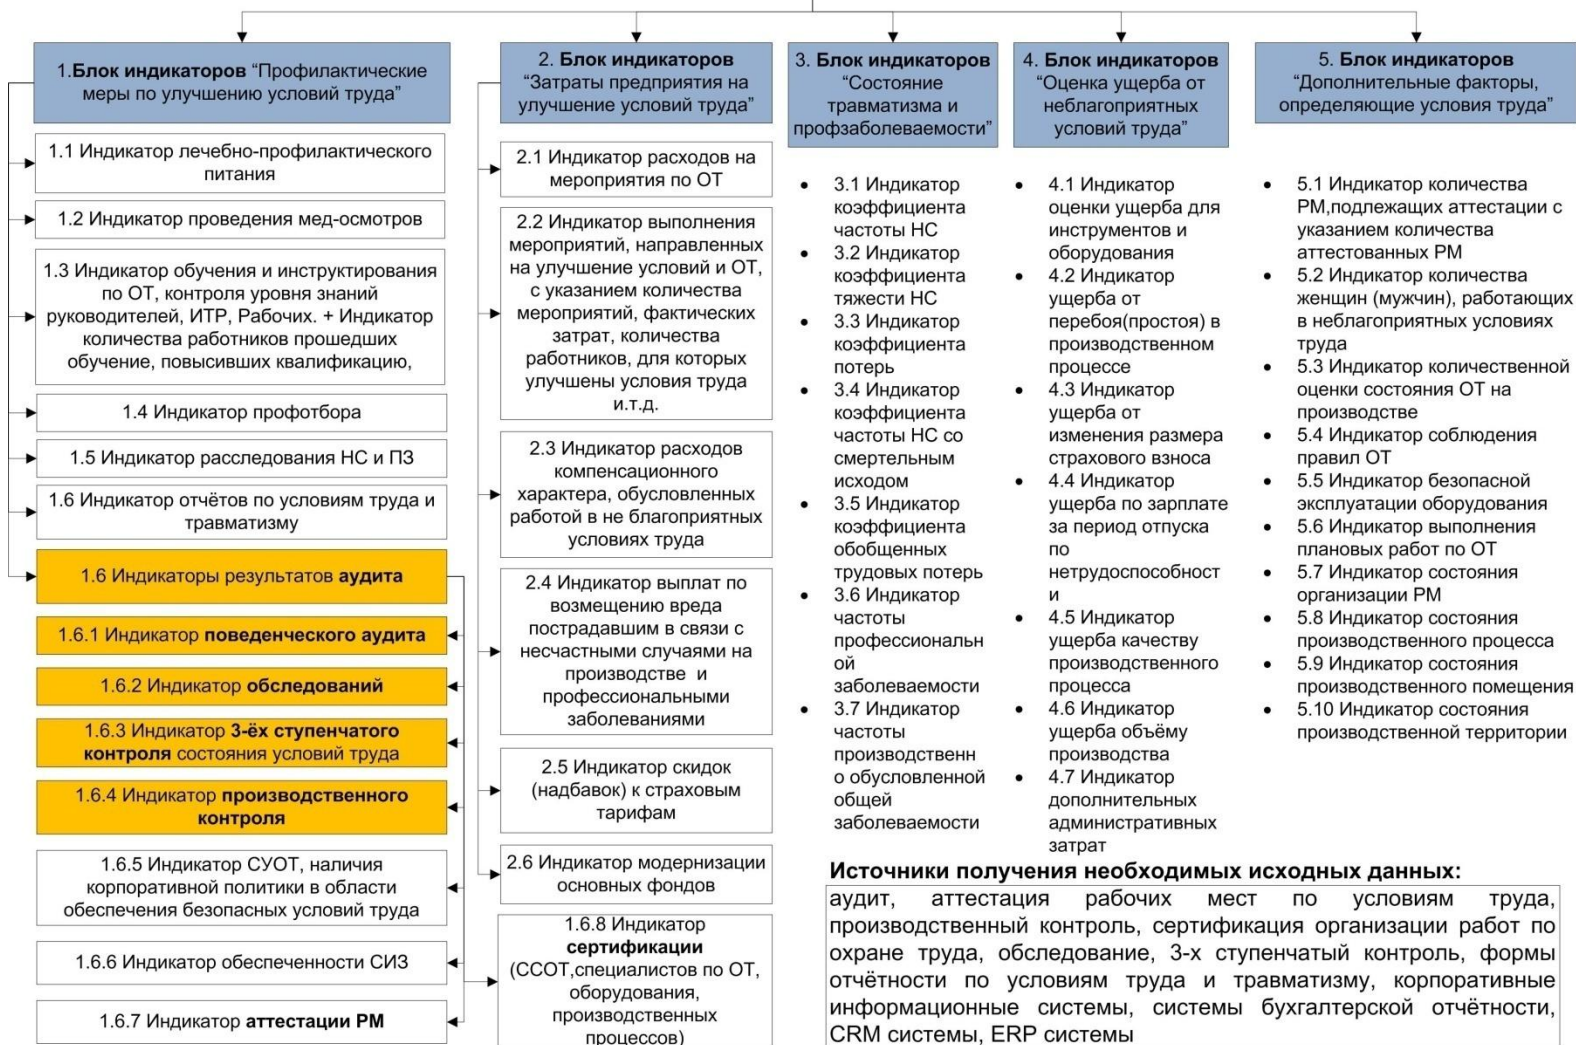 1.Блок индикаторов “Профилактические
меры по улучшению условий труда”
1.1 Индикатор лечебно-профилактического
питания
1.2 Индикатор проведения мед-осмотров
1.3 Индикатор обучения и инструктирования
по ОТ, контроля уровня знаний
руководителей, ИТР, Рабочих. + Индикатор
количества работников прошедших
обучение, повысивших квалификацию,
1.4 Индикатор профотбора
1.5 Индикатор расследования НС и ПЗ
1.6 Индикатор отчётов по условиям труда и
травматизму
1.6 Индикаторы результатов аудита
1.6.1 Индикатор поведенческого аудита
1.6.2 Индикатор обследований
1.6.3 Индикатор 3-ёх ступенчатого
контроля состояния условий труда
1.6.4 Индикатор производственного
контроля
1.6.5 Индикатор СУОТ, наличия
корпоративной политики в области
обеспечения безопасных условий труда
1.6.6 Индикатор обеспеченности СИЗ
1.6.7 Индикатор аттестации РМ
2. Блок индикаторов
“Затраты предприятия на
улучшение условий труда”
2.1 Индикатор расходов на
мероприятия по ОТ
2.2 Индикатор выполнения
мероприятий, направленных
на улучшение условий и ОТ,
с указанием количества
мероприятий, фактических
затрат, количества
работников, для которых
улучшены условия труда
и.т.д.
2.3 Индикатор расходов
компенсационного
характера, обусловленных
работой в не благоприятных
условиях труда
2.4 Индикатор выплат по
возмещению вреда
пострадавшим в связи с
несчастными случаями на
производстве и
профессиональными
заболеваниями
2.5 Индикатор скидок
(надбавок) к страховым
тарифам
2.6 Индикатор модернизации
основных фондов
1.6.8 Индикатор
сертификации
(ССОТ,специалистов по ОТ,
оборудования,
производственных
процессов)
3. Блок индикаторов
“Состояние
травматизма и
профзаболеваемости”
• 3.1 Индикатор
коэффициента
частоты НС
• 3.2 Индикатор
коэффициента
тяжести НС
• 3.3 Индикатор
коэффициента
потерь
• 3.4 Индикатор
коэффициента
частоты НС со
смертельным
исходом
• 3.5 Индикатор
коэффициента
обобщенных
трудовых потерь
• 3.6 Индикатор
частоты
профессиональн
ой
заболеваемости
• 3.7 Индикатор
частоты
производственн
о обусловленной
общей
заболеваемости
4. Блок индикаторов
“Оценка ущерба от
неблагоприятных
условий труда”
• 4.1 Индикатор
оценки ущерба для
инструментов и
оборудования
• 4.2 Индикатор
ущерба от
перебоя(простоя) в
производственном
процессе
• 4.3 Индикатор
ущерба от
изменения размера
страхового взноса
• 4.4 Индикатор
ущерба по зарплате
за период отпуска
по
нетрудоспособност
и
• 4.5 Индикатор
ущерба качеству
производственного
процесса
• 4.6 Индикатор
ущерба объёму
производства
• 4.7 Индикатор
дополнительных
административных
затрат
5. Блок индикаторов
“Дополнительные факторы,
определяющие условия труда”
• 5.1 Индикатор количества
РМ,подлежащих аттестации с
указанием количества
аттестованных РМ
• 5.2 Индикатор количества
женщин (мужчин), работающих
в неблагоприятных условиях
труда
• 5.3 Индикатор количественной
оценки состояния ОТ на
производстве
• 5.4 Индикатор соблюдения
правил ОТ
• 5.5 Индикатор безопасной
эксплуатации оборудования
• 5.6 Индикатор выполнения
плановых работ по ОТ
• 5.7 Индикатор состояния
организации РМ
• 5.8 Индикатор состояния
производственного процесса
• 5.9 Индикатор состояния
производственного помещения
• 5.10 Индикатор состояния
производственной территории
Источники получения необходимых исходных данных:
аудит, аттестация рабочих мест по условиям труда,
производственный контроль, сертификация организации работ по
охране труда, обследование, 3-х ступенчатый контроль, формы
отчётности по условиям труда и травматизму, корпоративные
информационные системы, системы бухгалтерской отчётности,
CRM системы, ERP системы